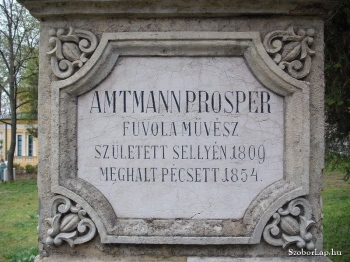 AMTMANN PROSPER
FUVOLA MŰVÉSZ
SZÜLETETT SELLYÉN 1809
MEGHALT PÉCSETT 1854.
SzoborLap.hu